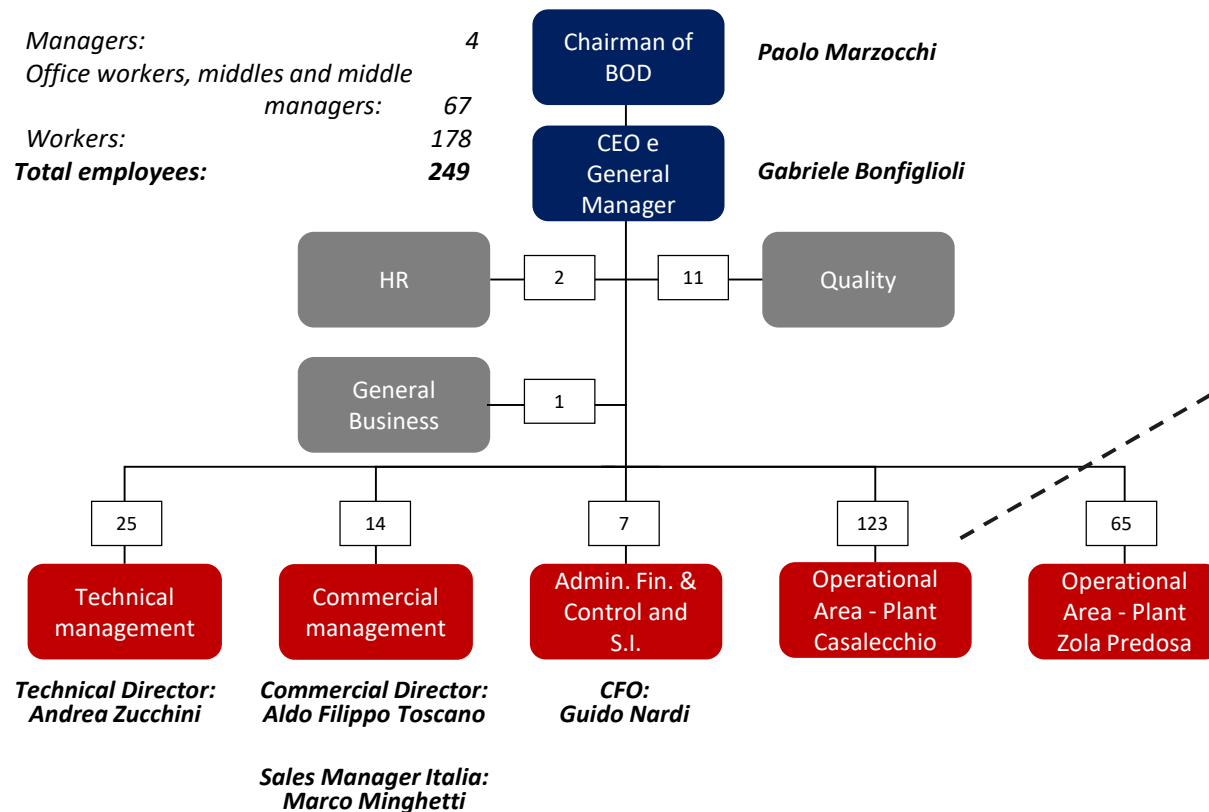 Managers: 4
Office workers, middles and middle
managers: 67
Workers: 178
Total employees: 249
Chairman of
BOD
Paolo Marzocchi
CEO e
General
Manager
Gabriele Bonfiglioli
HR
2
11
Quality
General
Business
1
25
14
7
123
65
Technical
management
Commercial
management
Admin. Fin. &
Control and
S.I.
Operational
Area - Plant
Casalecchio
Operational
Area - Plant
Zola Predosa
Technical Director:
Andrea Zucchini
Commercial Director:
Aldo Filippo Toscano
CFO:
Guido Nardi
Sales Manager Italia:
Marco Minghetti